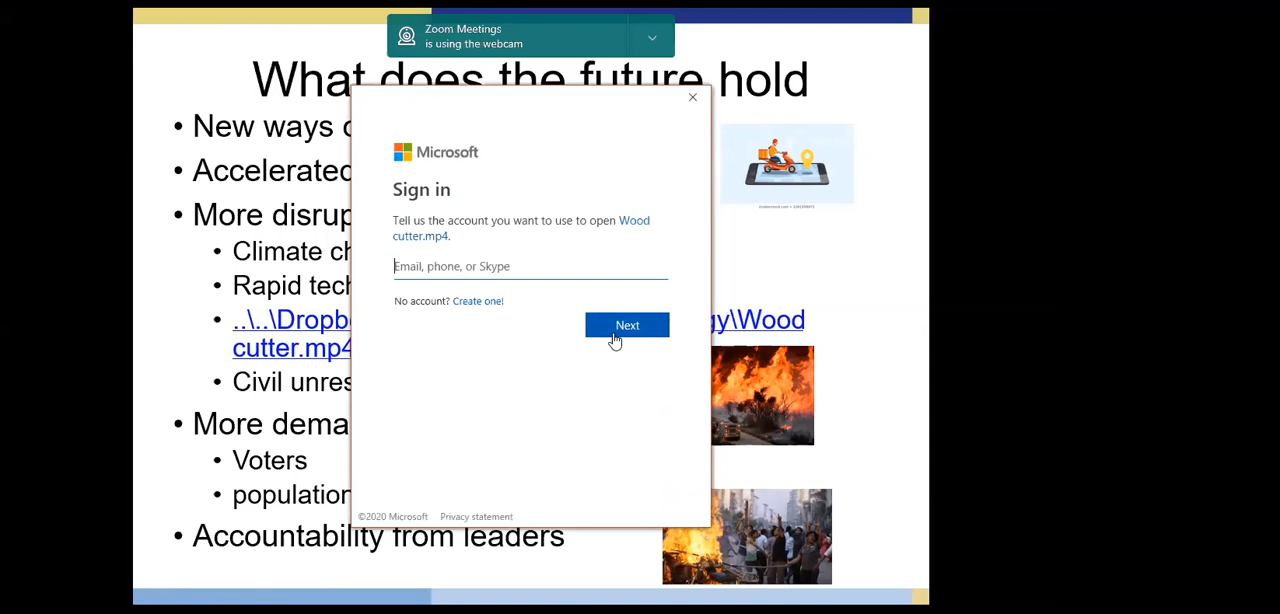 Zoom Meetings
is using the webcam
What does the future hold
• New ways
• Accelerated
• More disrup
• Climate ch
• Rapid tech
• ..\..\Dropb gy\Wood
cutter.mp4
• Civil unres
• More dema
• Voters
• population
• Accountability from leaders
Microsoft
Sign in
Tell us the account you want to use to open Wood
cutter.mp4.
Email, phone, or Skype
No account? Create one!
Next
©2020 Microsoft Privacy statement